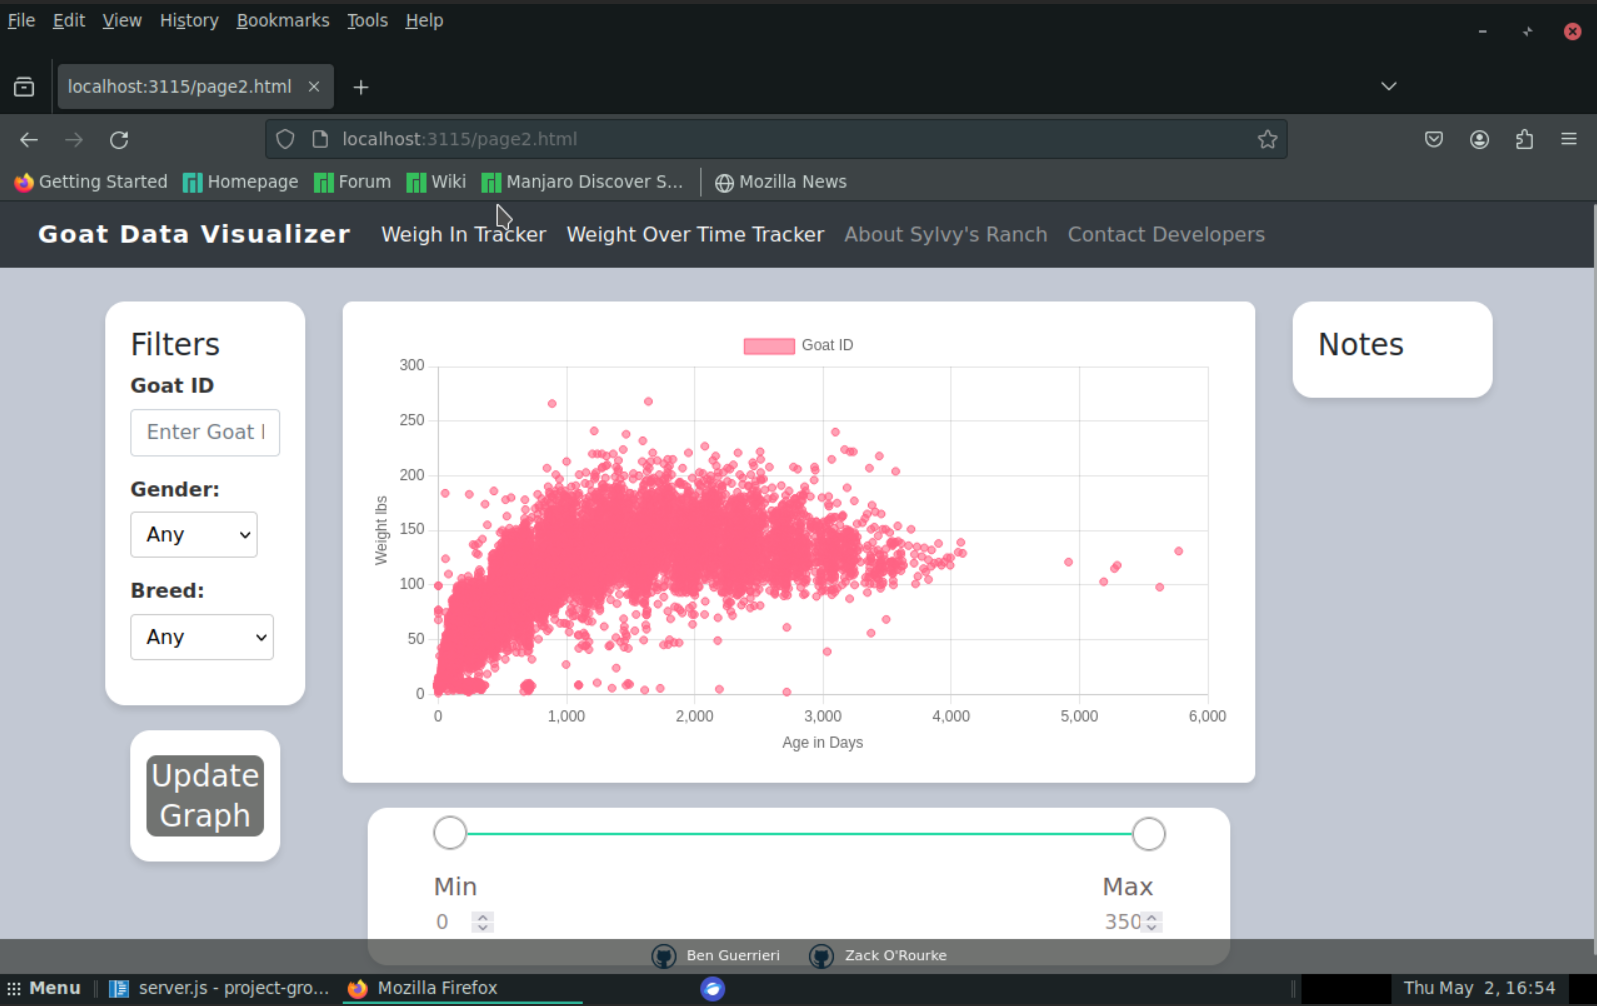 File Edit View History Bookmarks Tools Help
localhost:3115/page2.html
localhost:3115/page2.html
Getting Started Homepage Forum Wiki Manjaro Discover S... Mozilla News
Goat Data Visualizer Weigh In Tracker Weight Over Time Tracker About Sylvy's Ranch Contact Developers
Filters
Goat ID
Enter Goat I
Gender:
Any
Breed:
Any
Update
Graph
Goat ID
300
250
200
150
100
50
0
Weight lbs
0 1,000 2,000 3,000 4,000 5,000 6,000
Age in Days
Notes
Min Max
0 350
Ben Guerrieri Zack O'Rourke
Menu server.js - project-gro... Mozilla Firefox Thu May 2, 16:54